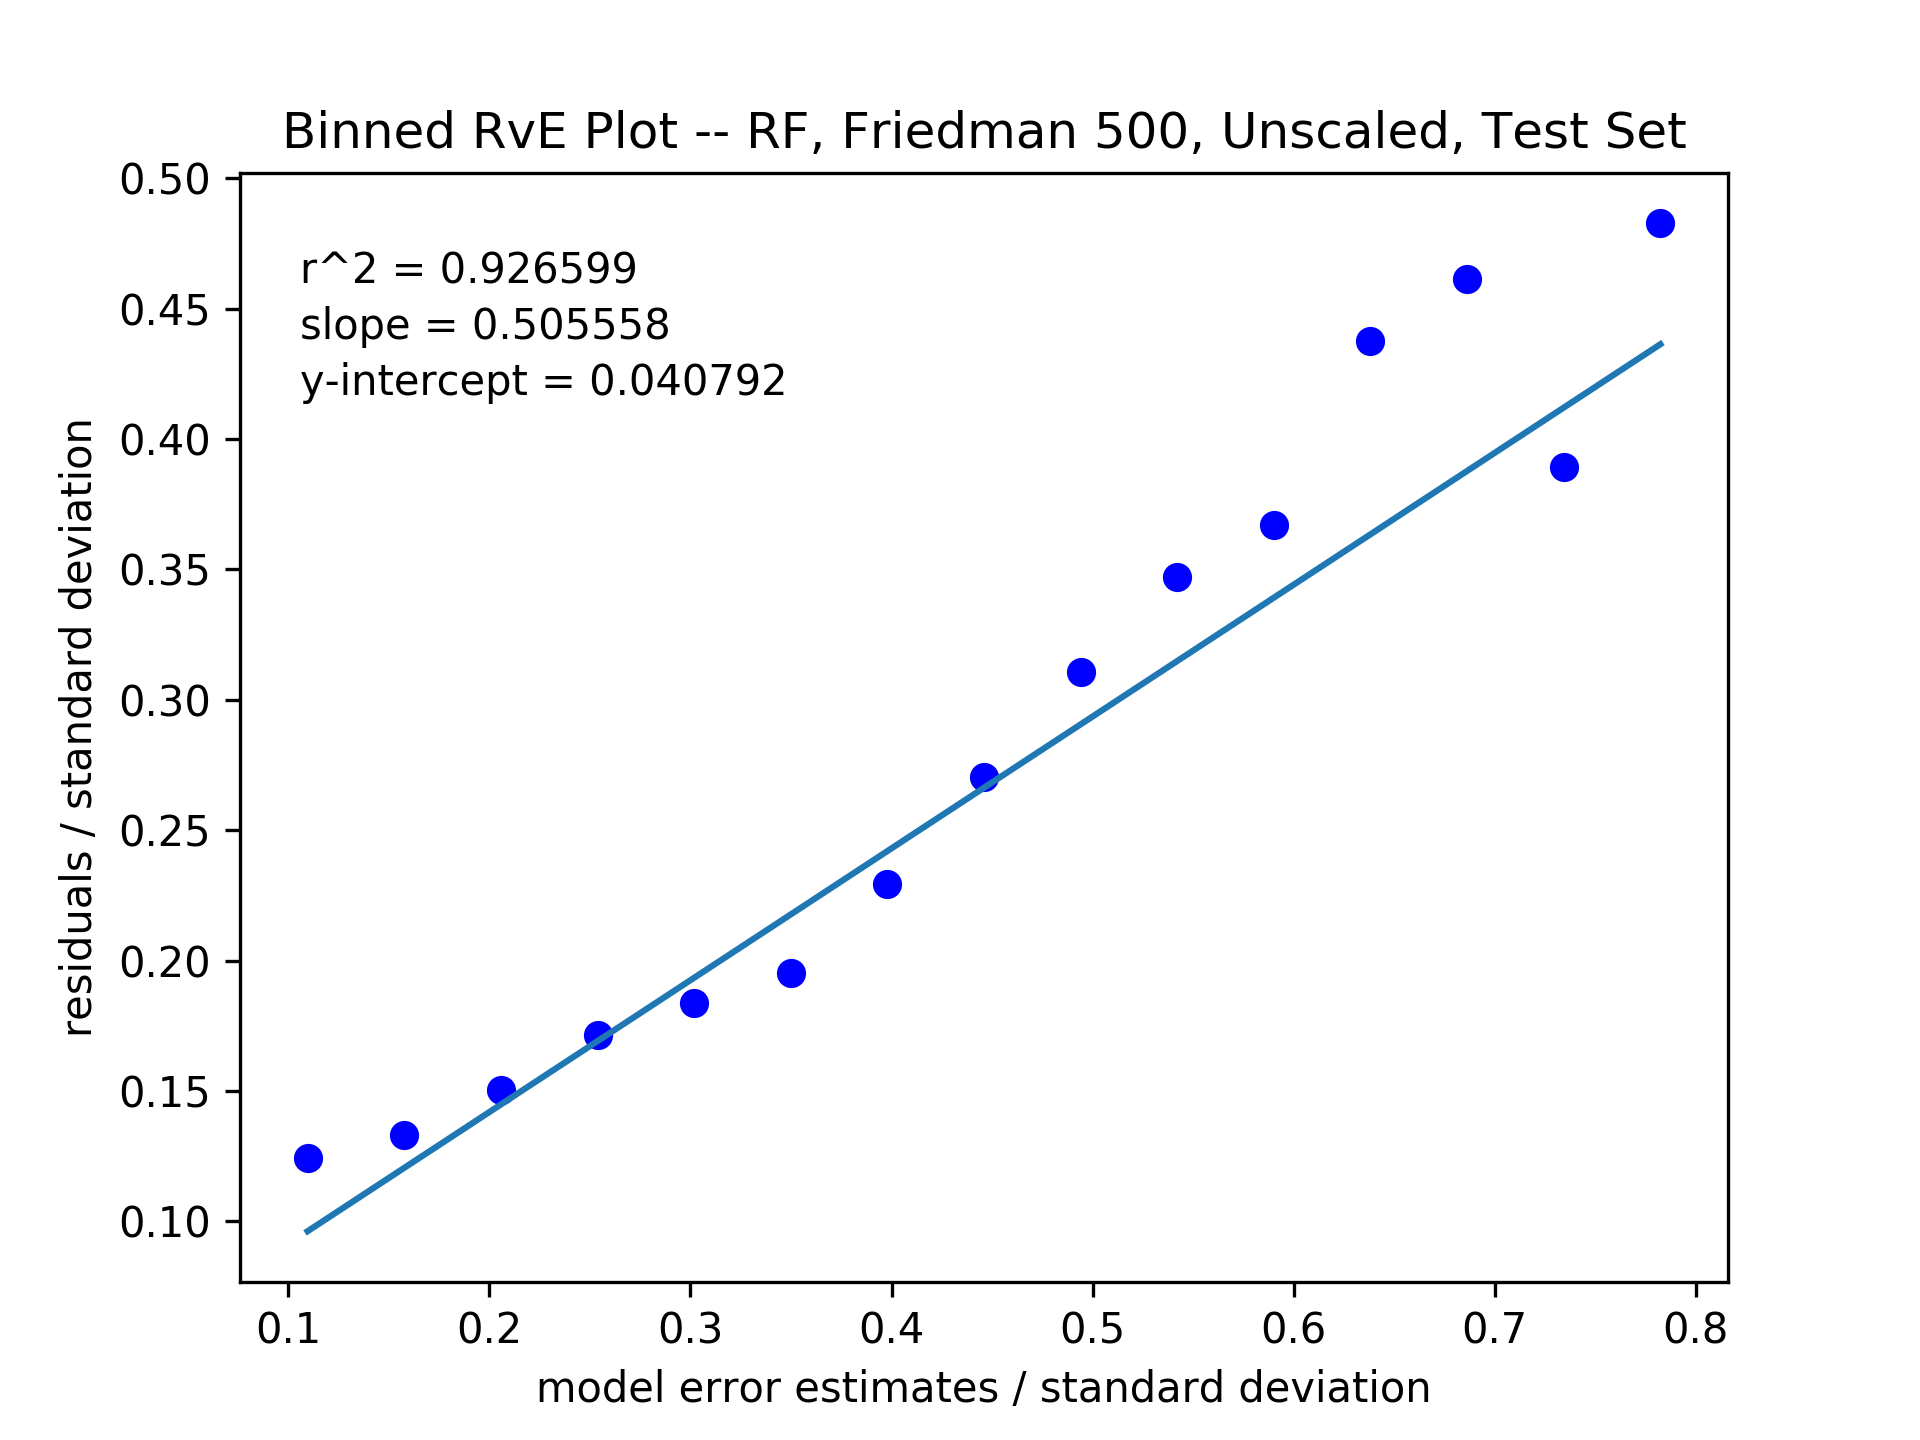 Binned RvE Plot -- RF, Friedman 500, Unscaled, Test Set
r^2 = 0.926599
slope = 0.505558
y-intercept = 0.040792
residuals / standard deviation
0.50
0.45
0.40
0.35
0.30
0.25
0.20
0.15
0.10
0.1 0.2 0.3 0.4 0.5 0.6 0.7 0.8
model error estimates / standard deviation